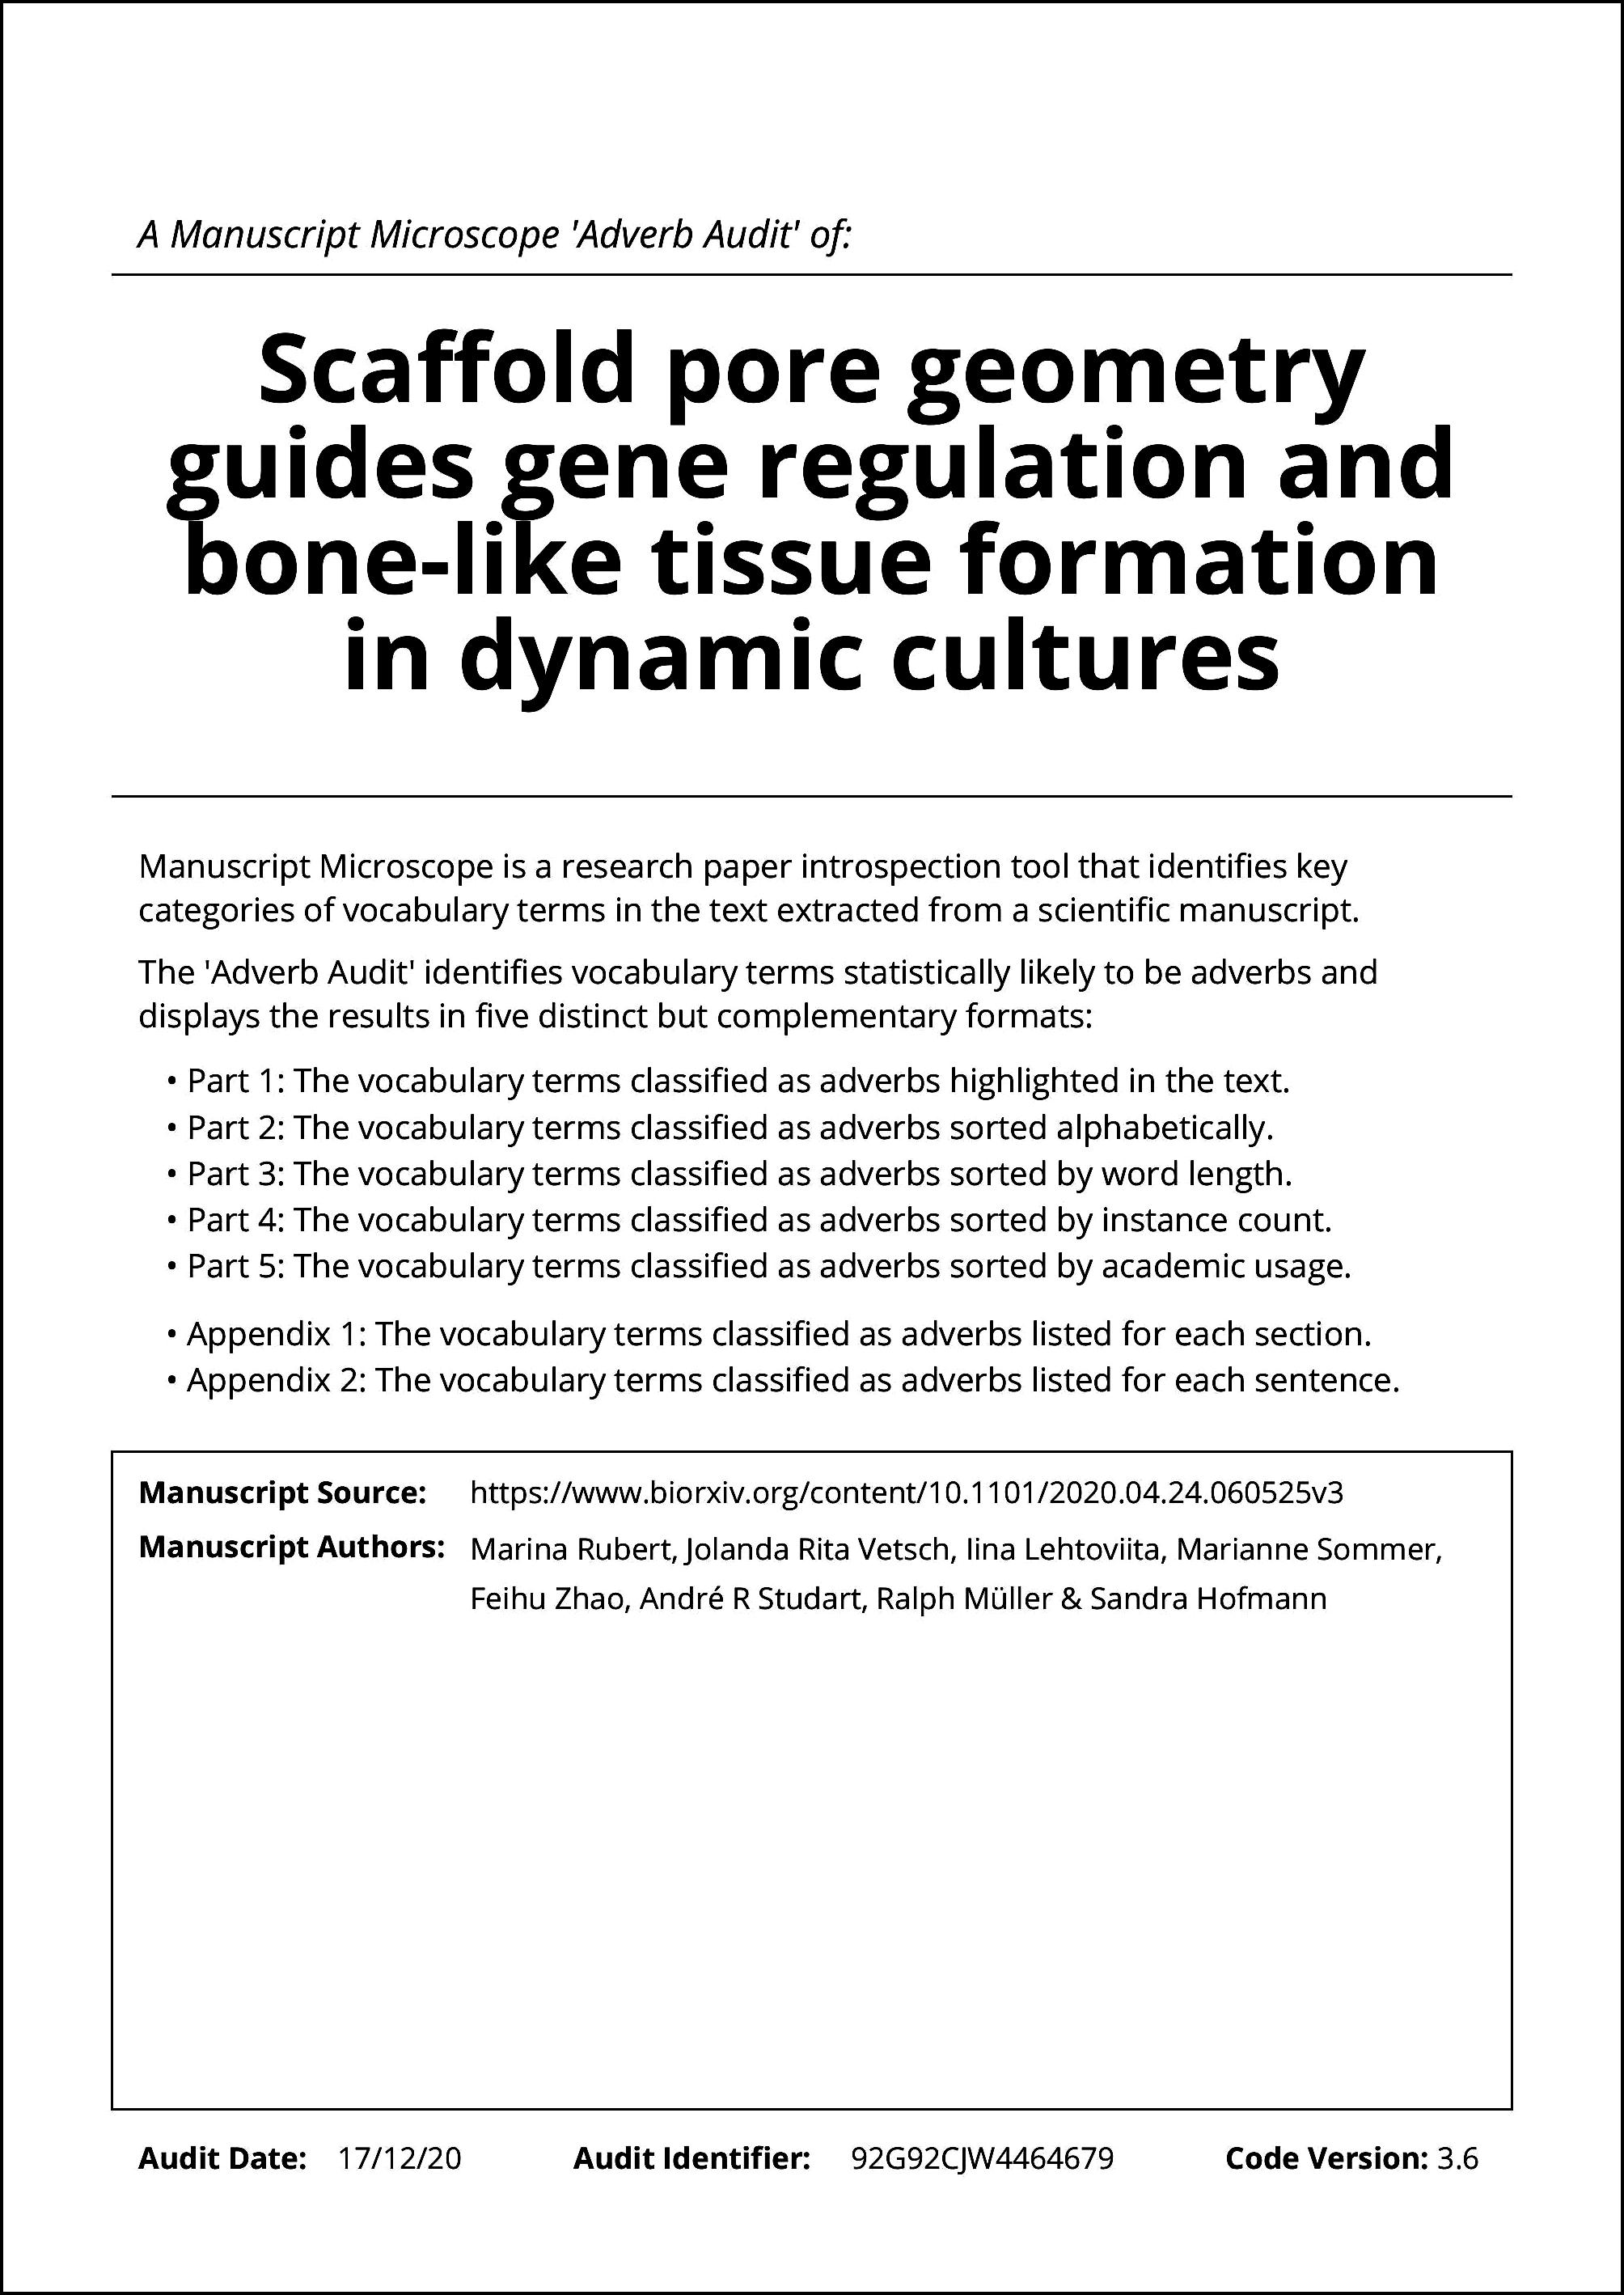 A Manuscript Microscope 'Adverb Audit' of:
Scaffold pore geometry
guides gene regulation and
bone-like tissue formation
in dynamic cultures
Manuscript Microscope is a research paper introspection tool that identifies key
categories of vocabulary terms in the text extracted from a scientific manuscript.
The 'Adverb Audit' identifies vocabulary terms statistically likely to be adverbs and
displays the results in five distinct but complementary formats:
• Part 1: The vocabulary terms classified as adverbs highlighted in the text.
• Part 2: The vocabulary terms classified as adverbs sorted alphabetically.
• Part 3: The vocabulary terms classified as adverbs sorted by word length.
• Part 4: The vocabulary terms classified as adverbs sorted by instance count.
• Part 5: The vocabulary terms classified as adverbs sorted by academic usage.
• Appendix 1: The vocabulary terms classified as adverbs listed for each section.
• Appendix 2: The vocabulary terms classified as adverbs listed for each sentence.
Manuscript Source: https://www.biorxiv.org/content/10.1101/2020.04.24.060525v3
Manuscript Authors: Marina Rubert, Jolanda Rita Vetsch, Iina Lehtoviita, Marianne Sommer,
Feihu Zhao, André R Studart, Ralph Müller & Sandra Hofmann
Audit Date: 17/12/20 Audit Identifier: 92G92CJW4464679 Code Version: 3.6